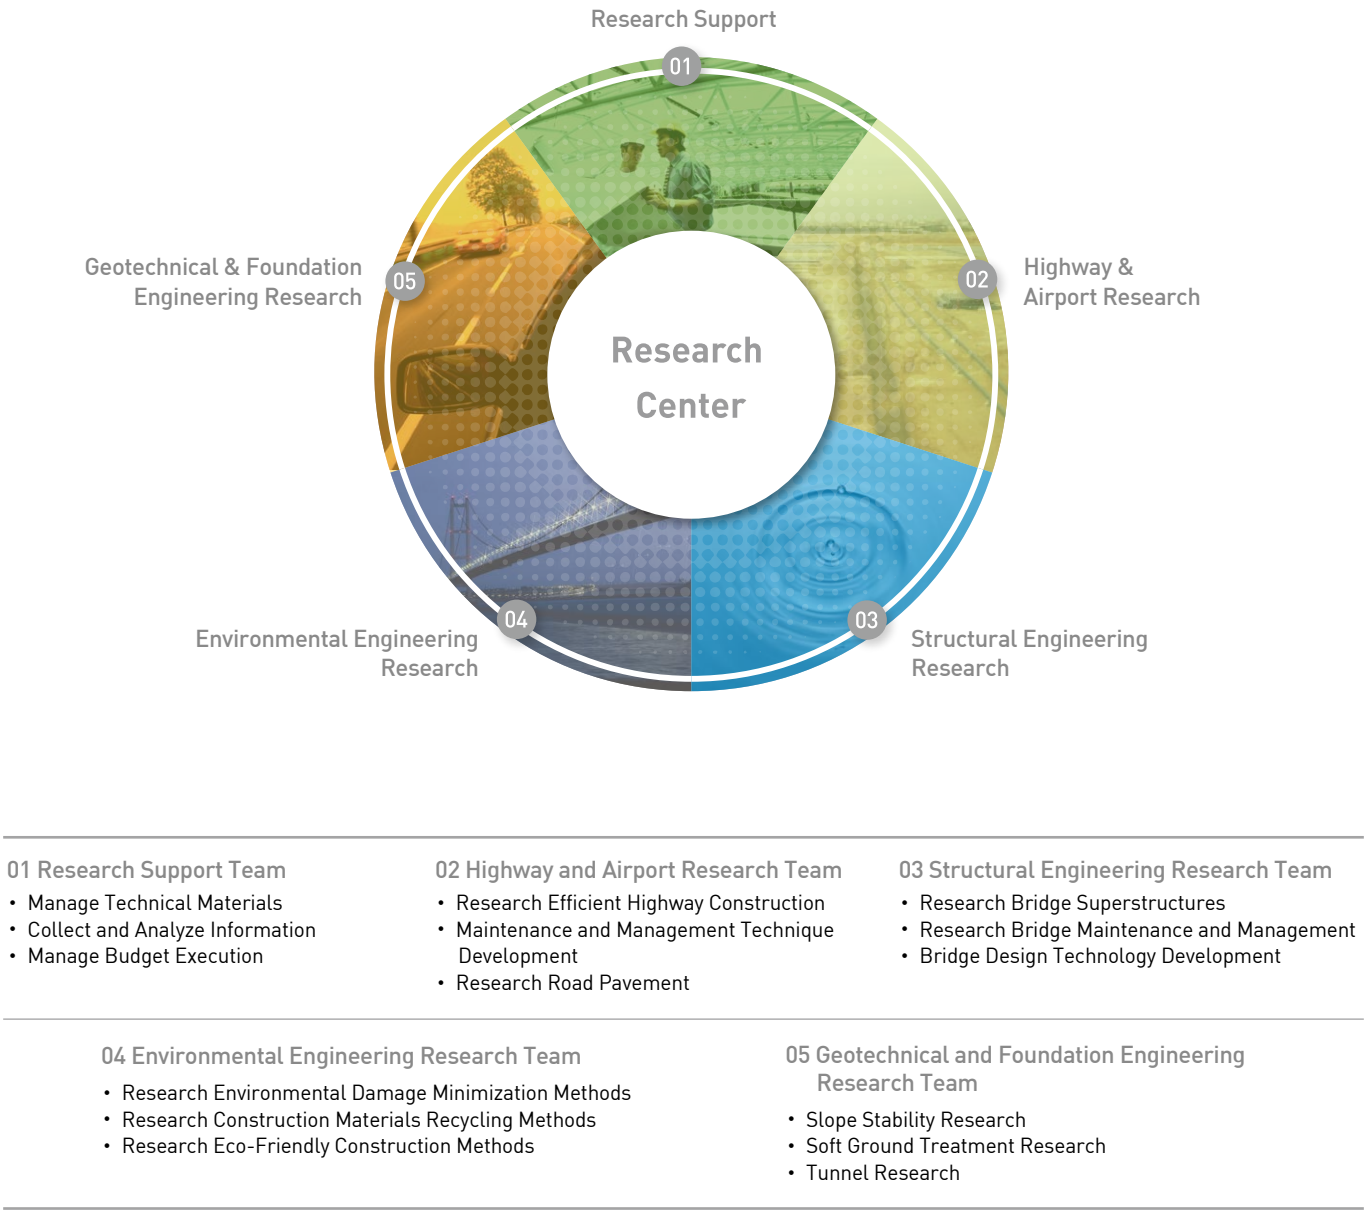 Research Support
01
Geotechnical & Foundation
Engineering Research
05
02
Highway &
Airport Research
Research
Center
04
03
Environmental Engineering
Research
Structural Engineering
Research
01 Research Support Team
• Manage Technical Materials
• Collect and Analyze Information
• Manage Budget Execution
02 Highway and Airport Research Team
• Research Efficient Highway Construction
• Maintenance and Management Technique
Development
• Research Road Pavement
03 Structural Engineering Research Team
• Research Bridge Superstructures
• Research Bridge Maintenance and Management
• Bridge Design Technology Development
04 Environmental Engineering Research Team
• Research Environmental Damage Minimization Methods
• Research Construction Materials Recycling Methods
• Research Eco-Friendly Construction Methods
05 Geotechnical and Foundation Engineering
Research Team
• Slope Stability Research
• Soft Ground Treatment Research
• Tunnel Research